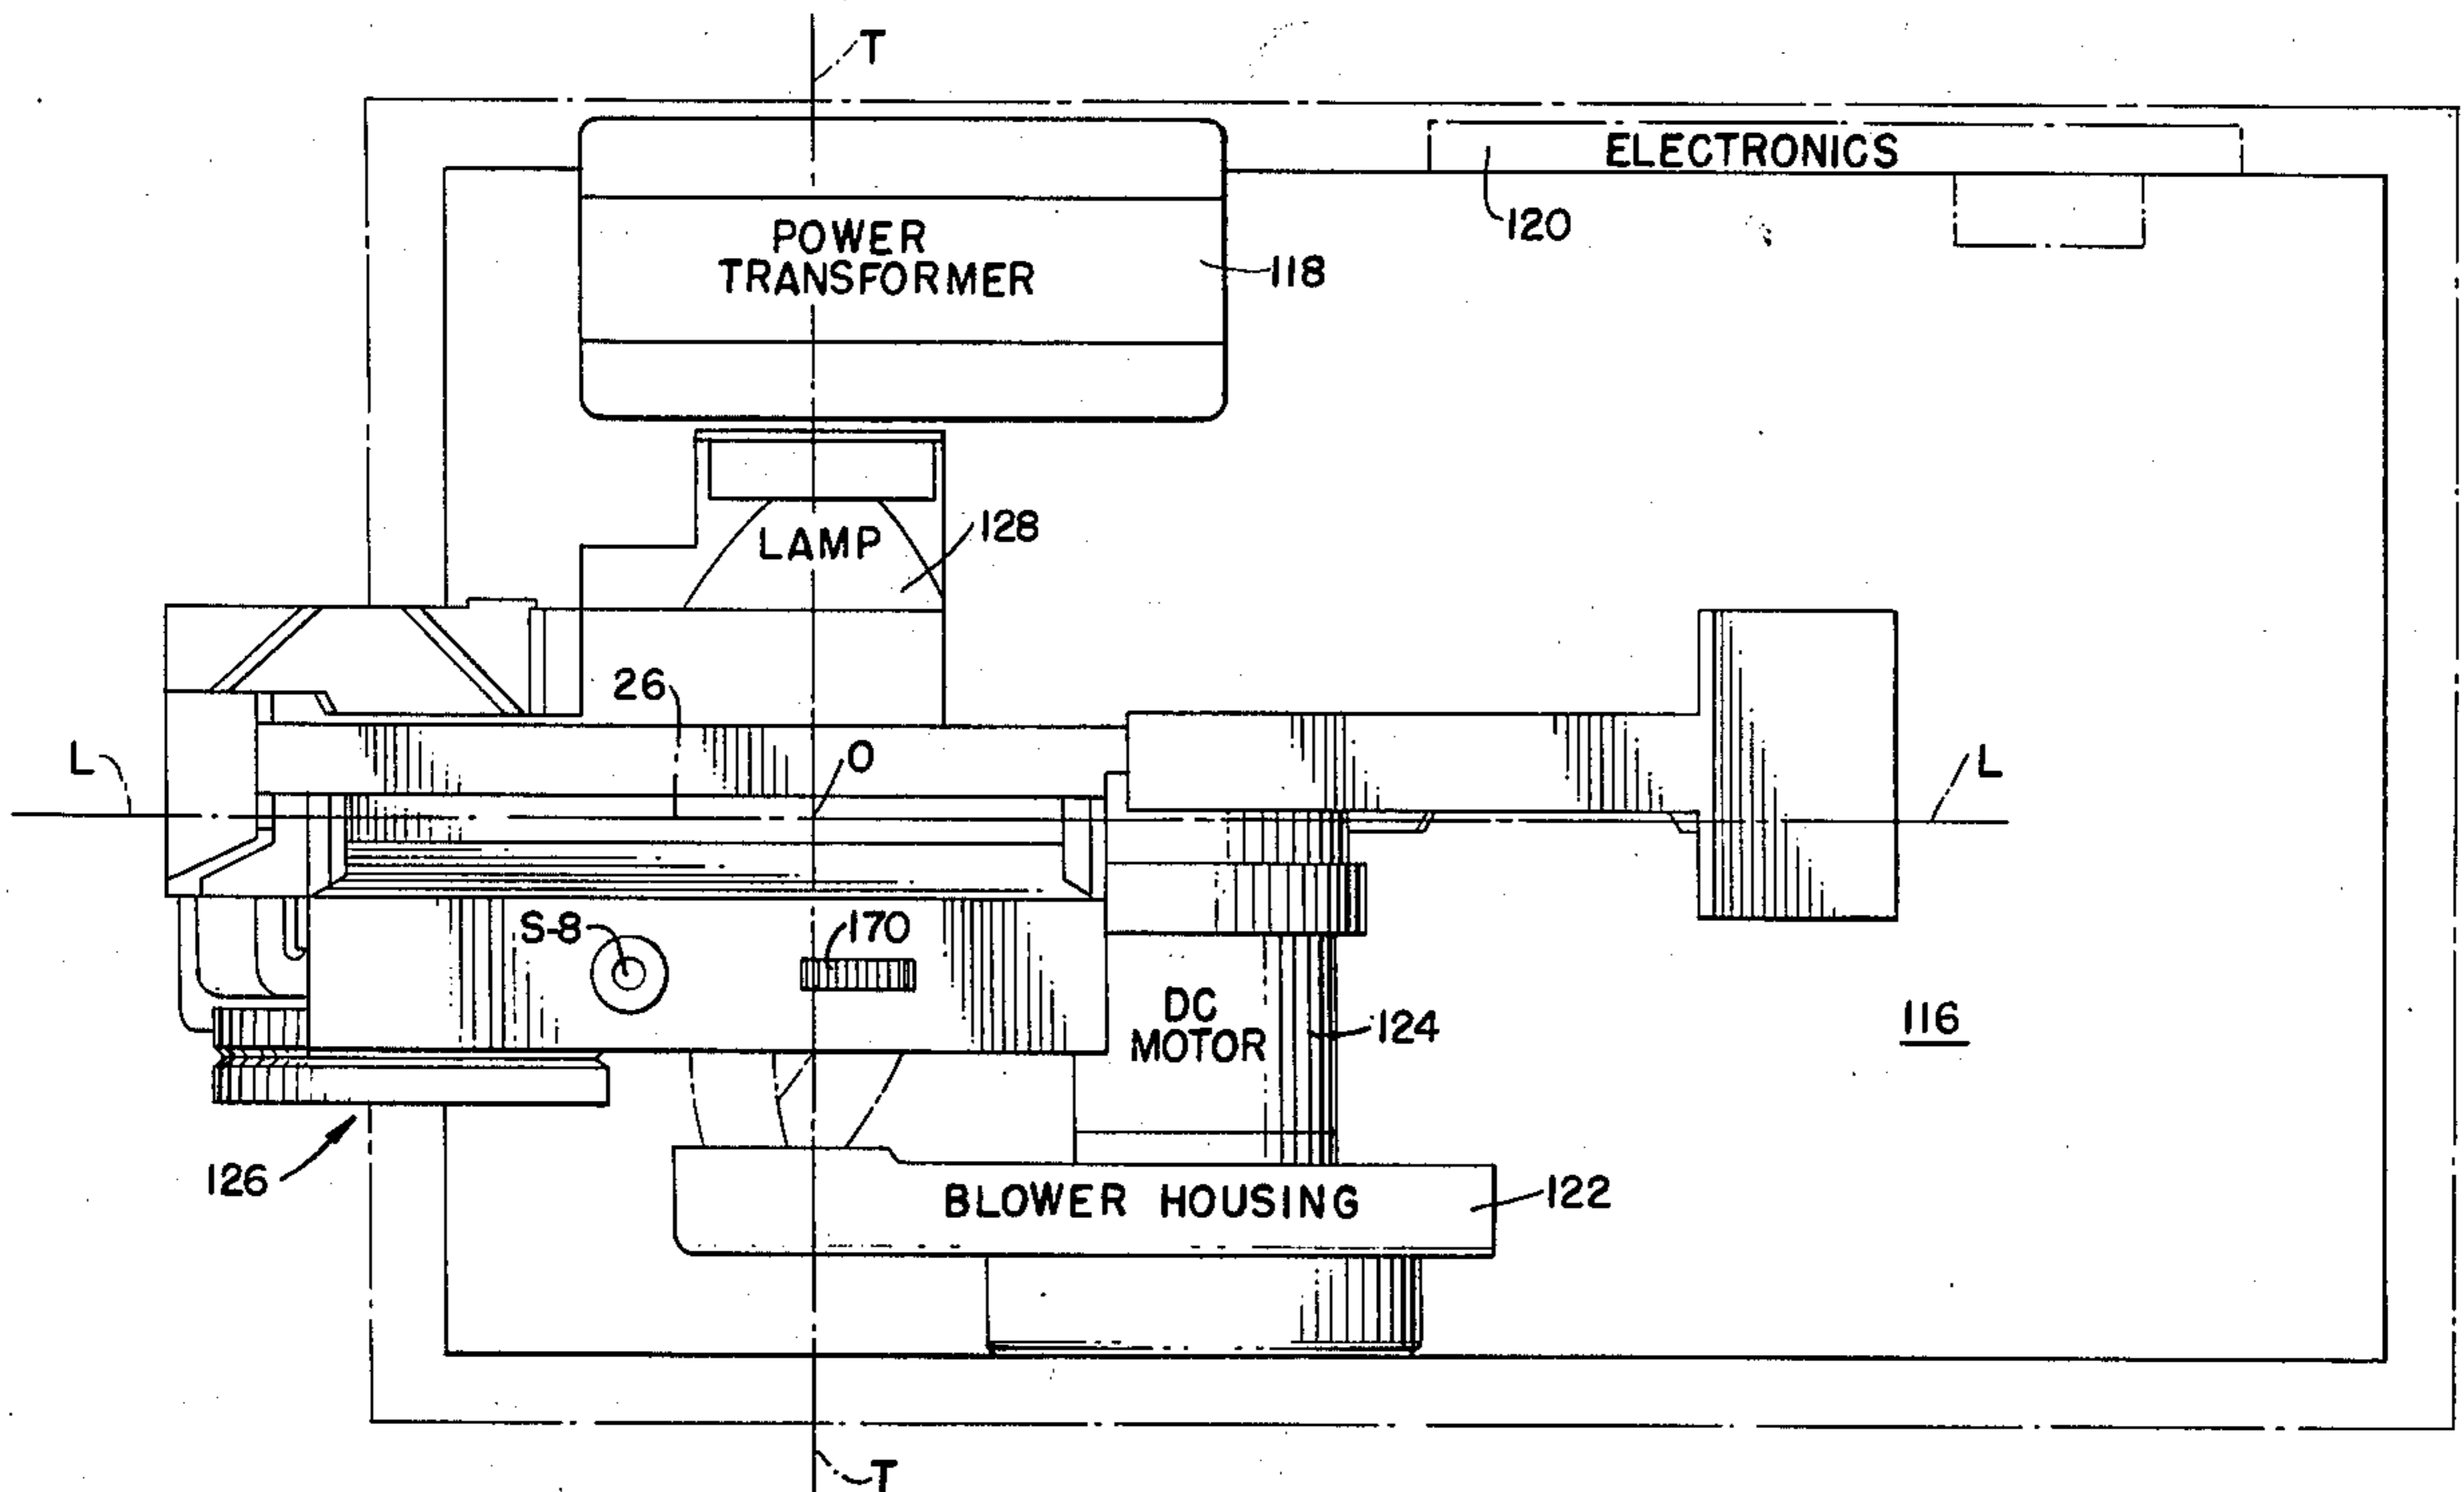 T
ELECTRONICS
120
POWER
TRANSFORMER
118
LAMP
128
26
O
L
L
S-8
170
DC
MOTOR
124
116
126
BLOWER HOUSING
122
T